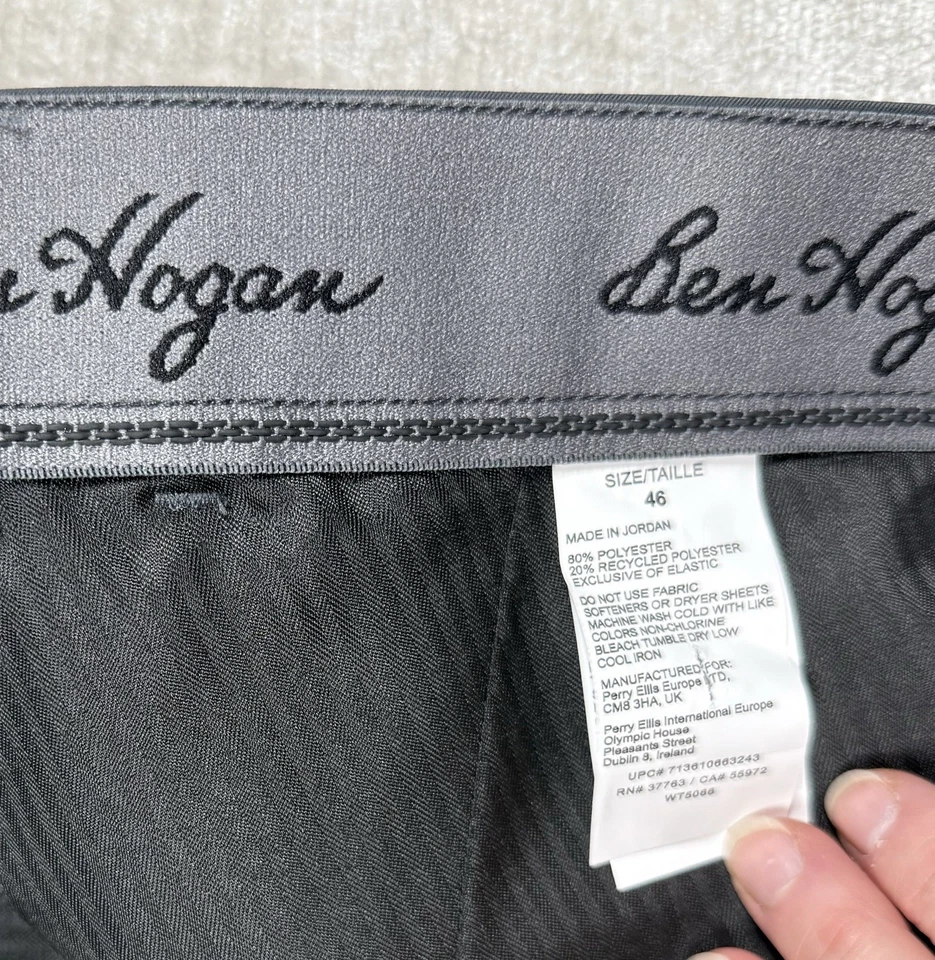 Hogan
Ben Hog
SIZE/TAILLE
46
MADE IN JORDAN
80% POLYESTER
20% RECYCLED POLYESTER
EXCLUSIVE OF ELASTIC
DO NOT USE FABRIC
SOFTENERS OR DRYER SHEETS
MACHINE WASH COLD WITH LIKE
COLORS NON-CHLORINE
BLEACH TUMBLE DRY LOW
COOL IRON
MANUFACTURED FOR:
Perry Ellis Europe LTD,
CM8 3HA, UK
Perry Ellis International Europe
Olympic House
Pleasants Street
Dublin 8, Ireland
UPC# 713610663243
RN# 37763 / CA# 55972
WT5066